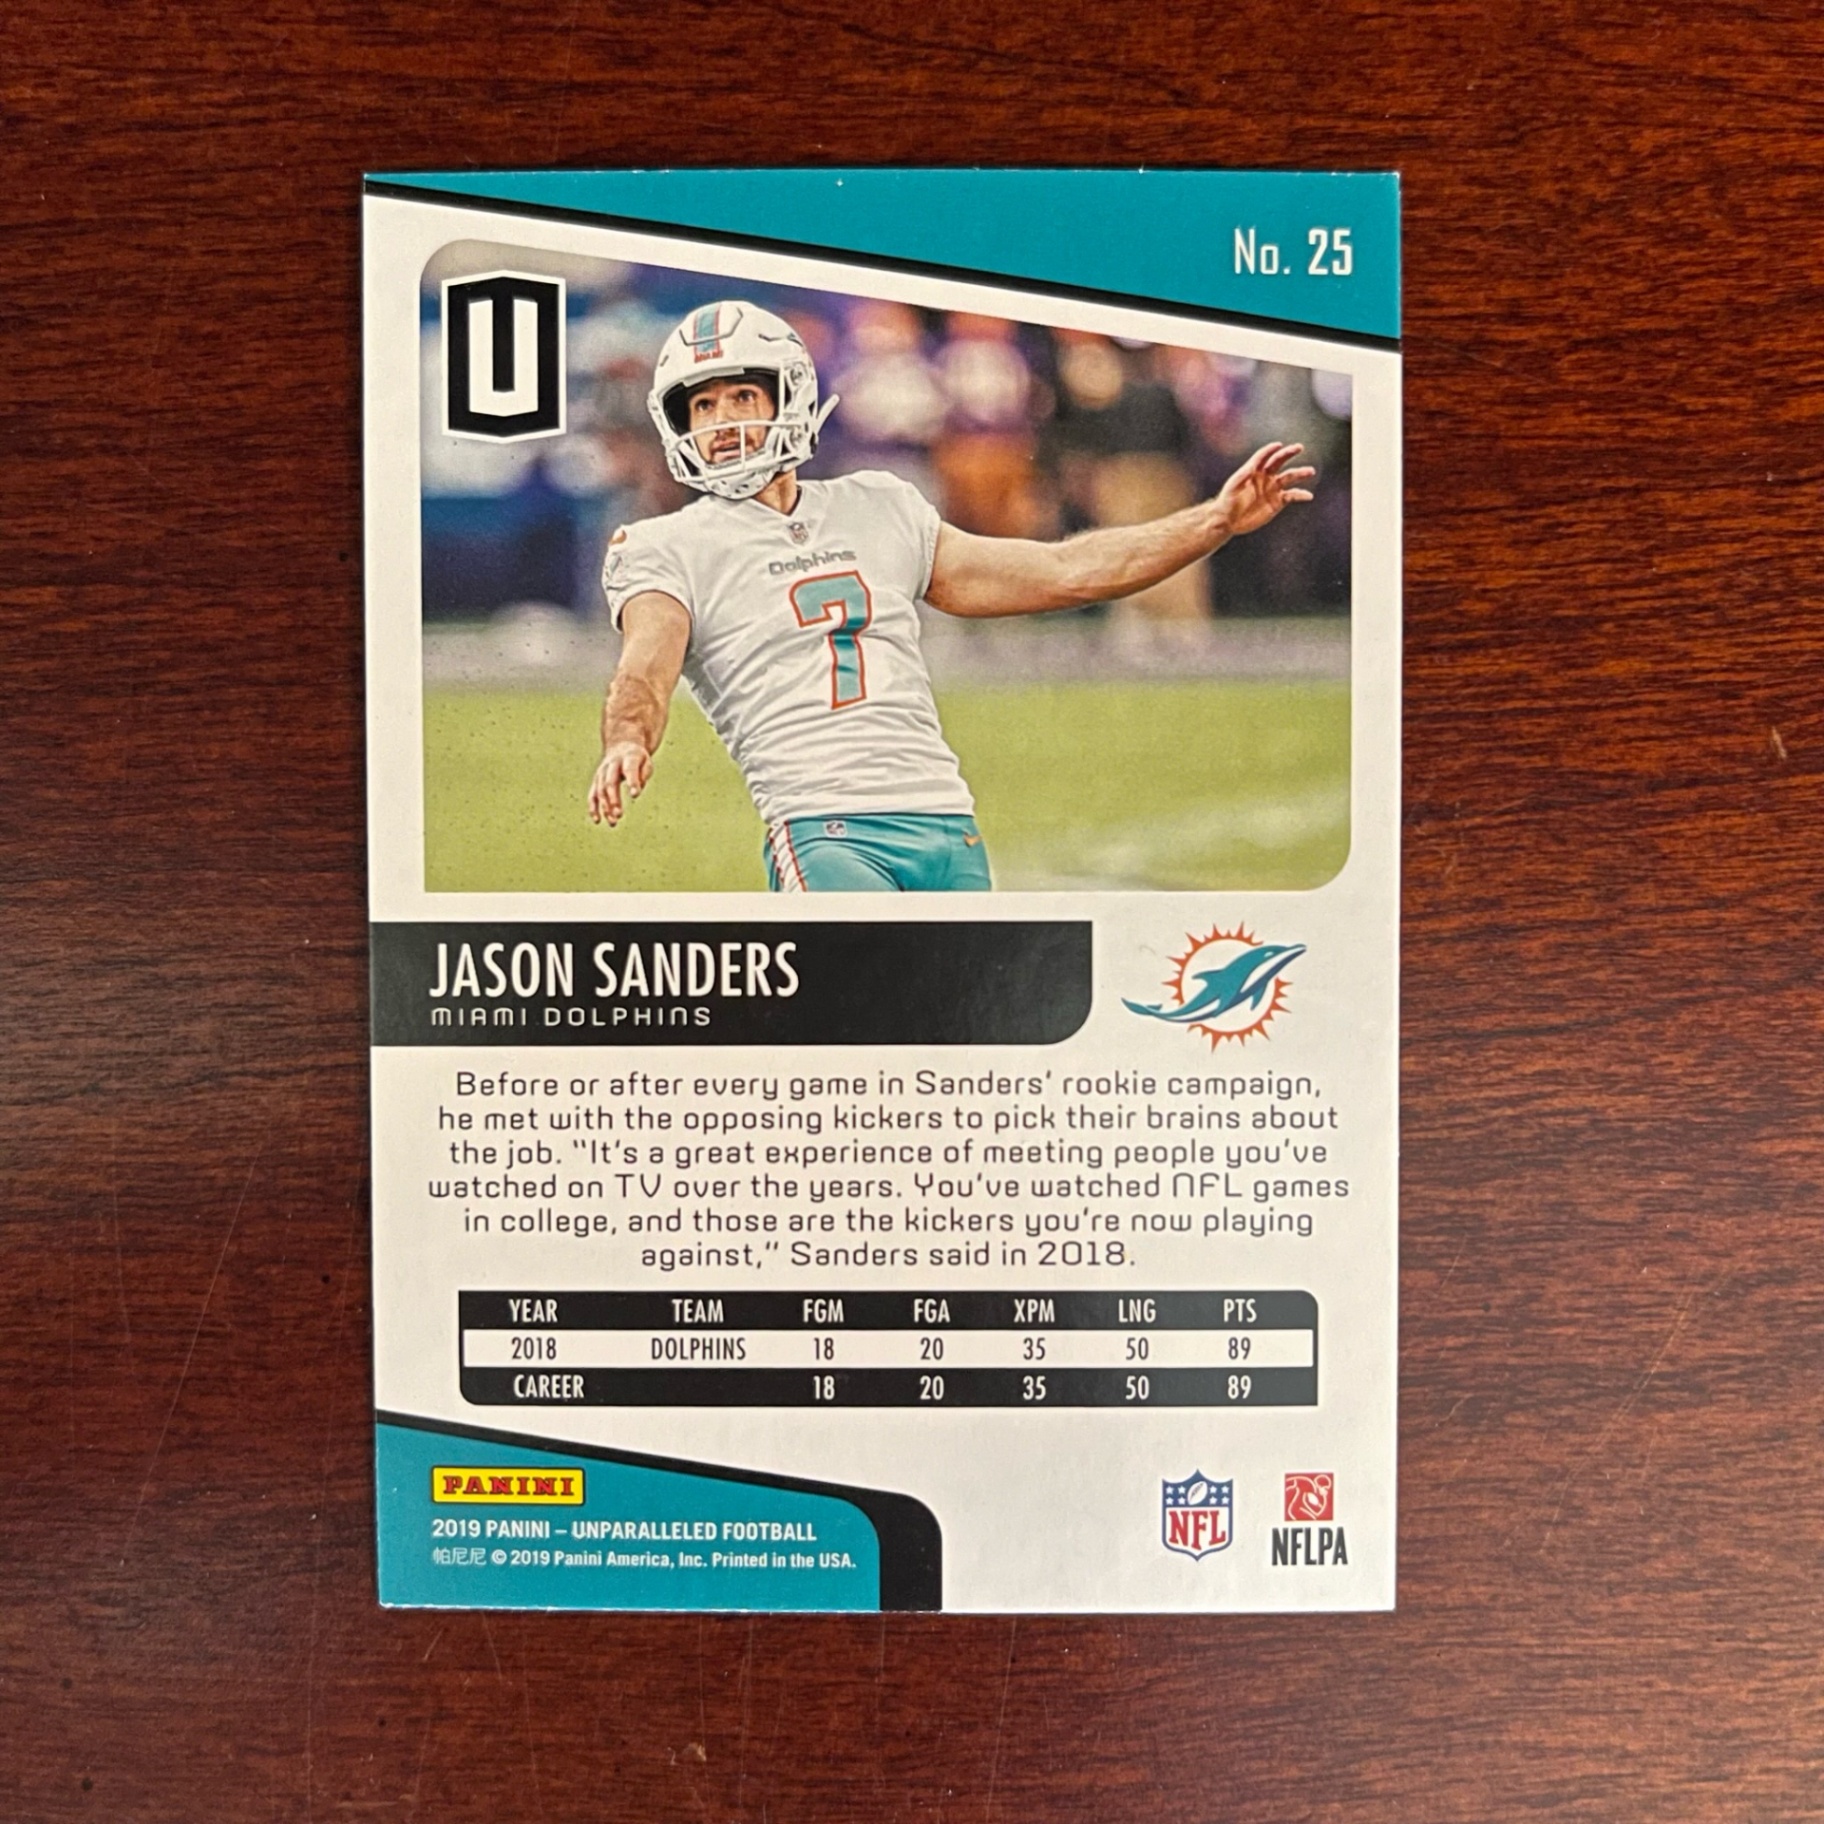 No. 25
U
Dolphins
7
JASON SANDERS
MIAMI DOLPHINS
Before or after every game in Sanders' rookie campaign,
he met with the opposing kickers to pick their brains about
the job. "It's a great experience of meeting people you've
watched on TV over the years. You've watched NFL games
in college, and those are the kickers you're now playing
against," Sanders said in 2018.
YEAR TEAM FGM FGA XPM LNG PTS
2018 DOLPHINS 18 20 35 50 89
CAREER 18 20 35 50 89
PANINI
2019 PANINI – UNPARALLELED FOOTBALL
帕尼尼 © 2019 Panini America, Inc. Printed in the USA.
NFL
NFLPA